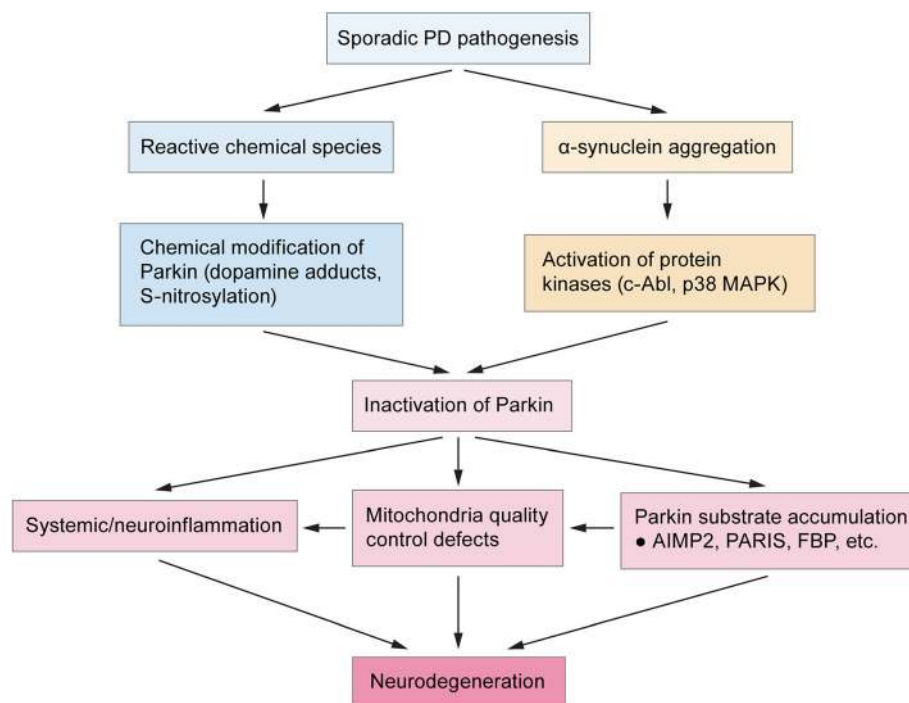 Sporadic PD pathogenesis
Reactive chemical species
α-synuclein aggregation
Chemical modification of
Parkin (dopamine adducts,
S-nitrosylation)
Activation of protein
kinases (c-Abl, p38 MAPK)
Inactivation of Parkin
Systemic/neuroinflammation
Mitochondria quality
control defects
Parkin substrate accumulation
● AIMP2, PARIS, FBP, etc.
Neurodegeneration